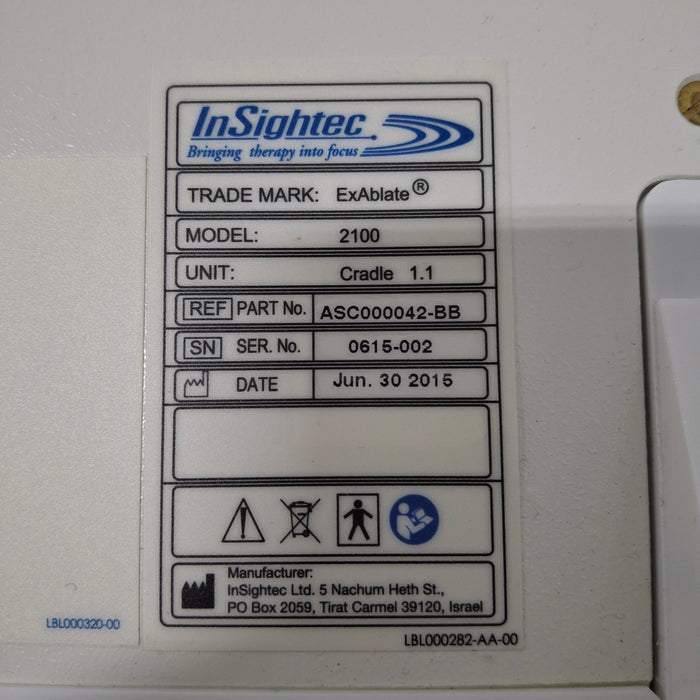 InSightec
Bringing therapy into focus
TRADE MARK: ExAblate®
MODEL: 2100
UNIT: Cradle 1.1
REF PART No. ASC000042-BB
SN SER. No. 0615-002
DATE Jun. 30 2015
Manufacturer:
InSightec Ltd. 5 Nachum Heth St.,
PO Box 2059, Tirat Carmel 39120, Israel
LBL000320-00
LBL000282-AA-00